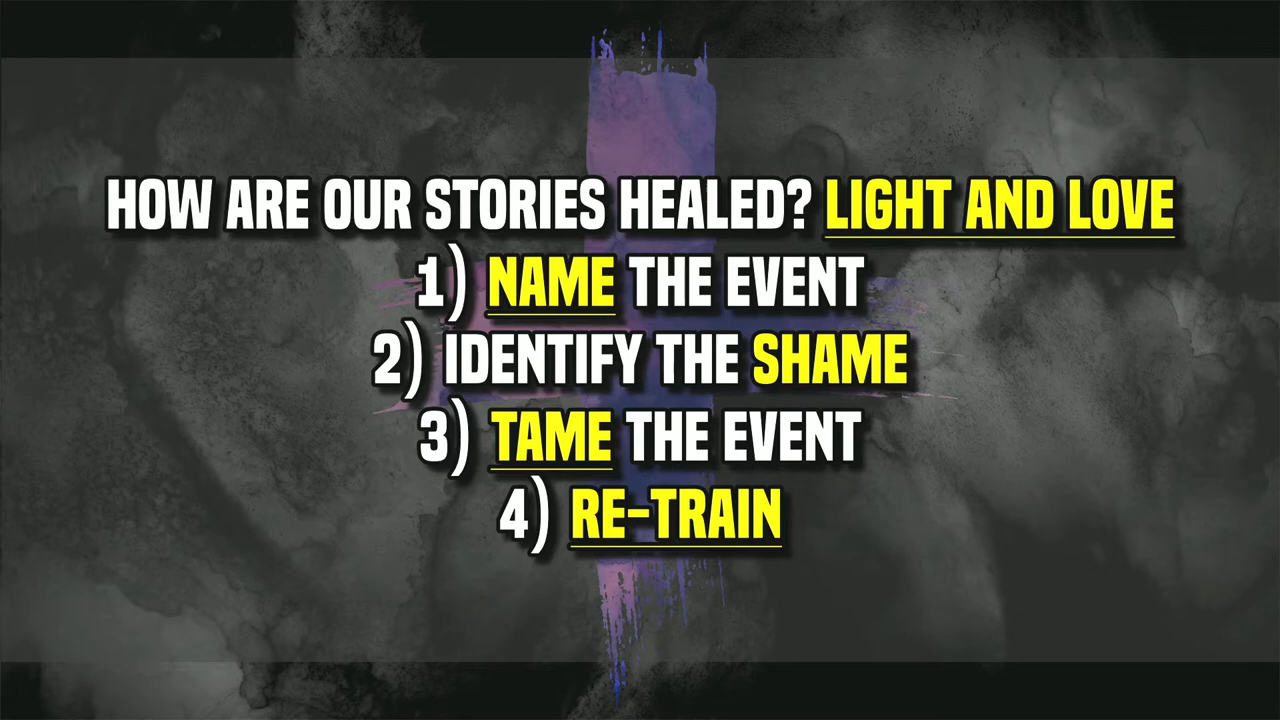 HOW ARE OUR STORIES HEALED? LIGHT AND LOVE
1) NAME THE EVENT
2) IDENTIFY THE SHAME
3) TAME THE EVENT
4) RE-TRAIN